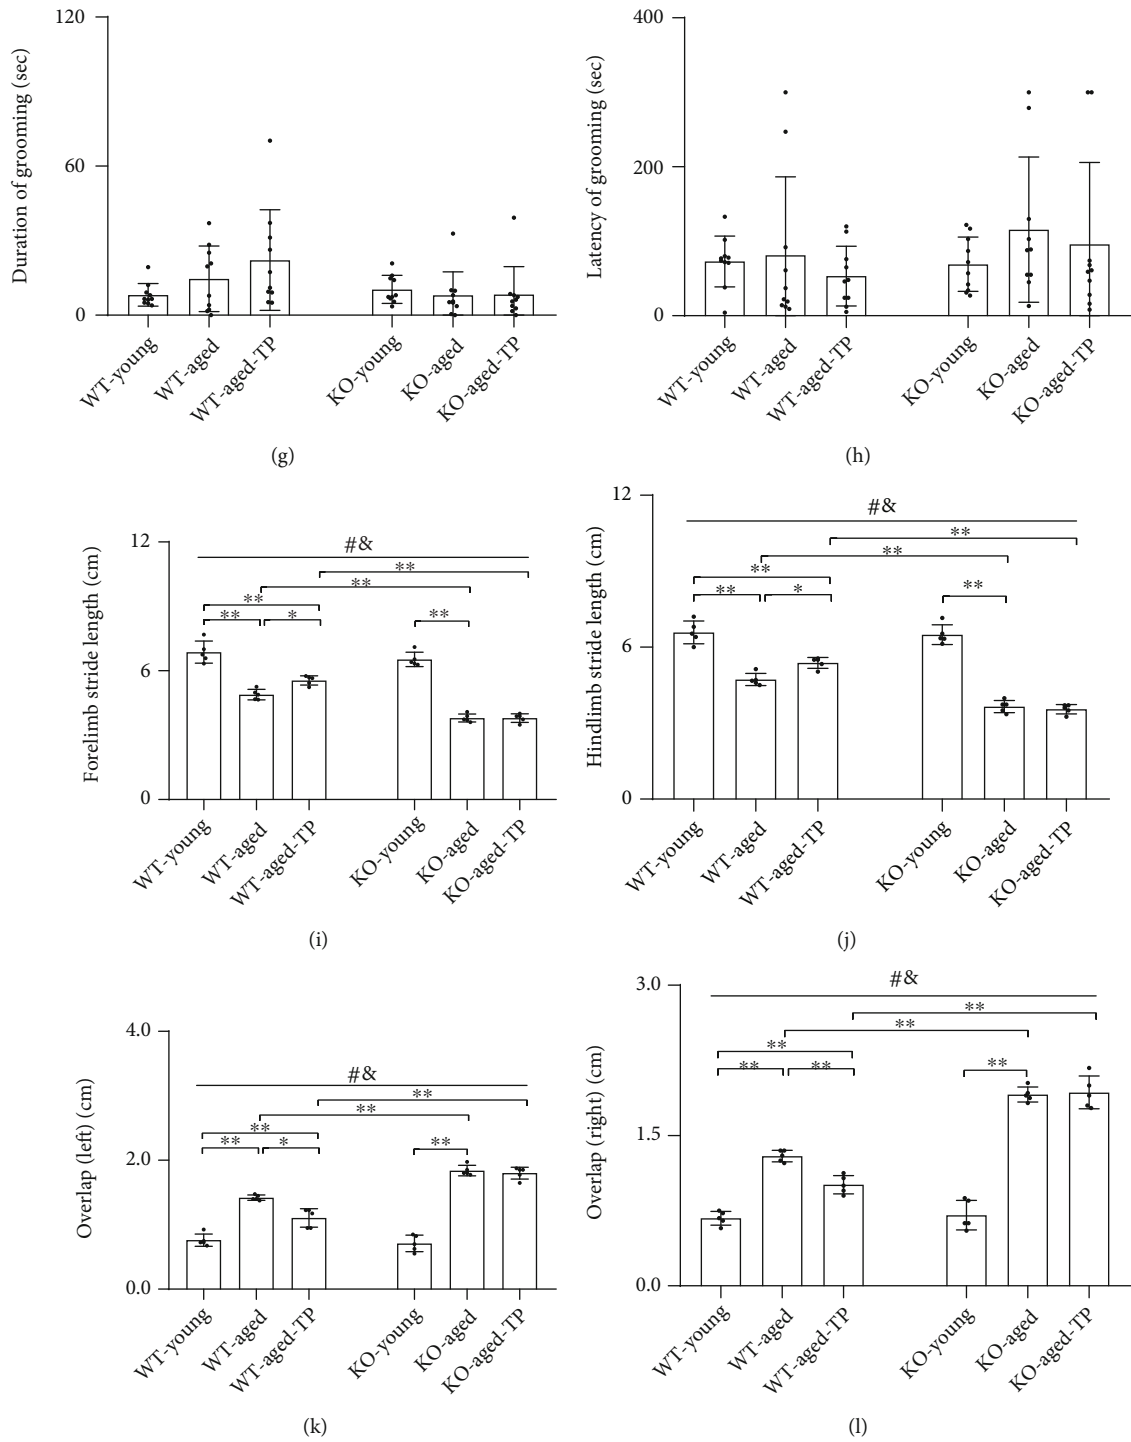 Duration of grooming (sec)
120
60
0
WT-young
WT-aged
WT-aged-TP
KO-young
KO-aged
KO-aged-TP
(g)
Latency of grooming (sec)
400
200
0
WT-young
WT-aged
WT-aged-TP
KO-young
KO-aged
KO-aged-TP
(h)
Forelimb stride length (cm)
12
6
0
#&
**
**
**
**
*
**
WT-young
WT-aged
WT-aged-TP
KO-young
KO-aged
KO-aged-TP
(i)
Hindlimb stride length (cm)
12
6
0
#&
**
**
**
**
*
**
WT-young
WT-aged
WT-aged-TP
KO-young
KO-aged
KO-aged-TP
(j)
Overlap (left) (cm)
4.0
2.0
0.0
#&
**
**
**
**
*
**
WT-young
WT-aged
WT-aged-TP
KO-young
KO-aged
KO-aged-TP
(k)
Overlap (right) (cm)
3.0
1.5
0.0
#&
**
**
**
**
**
**
WT-young
WT-aged
WT-aged-TP
KO-young
KO-aged
KO-aged-TP
(l)